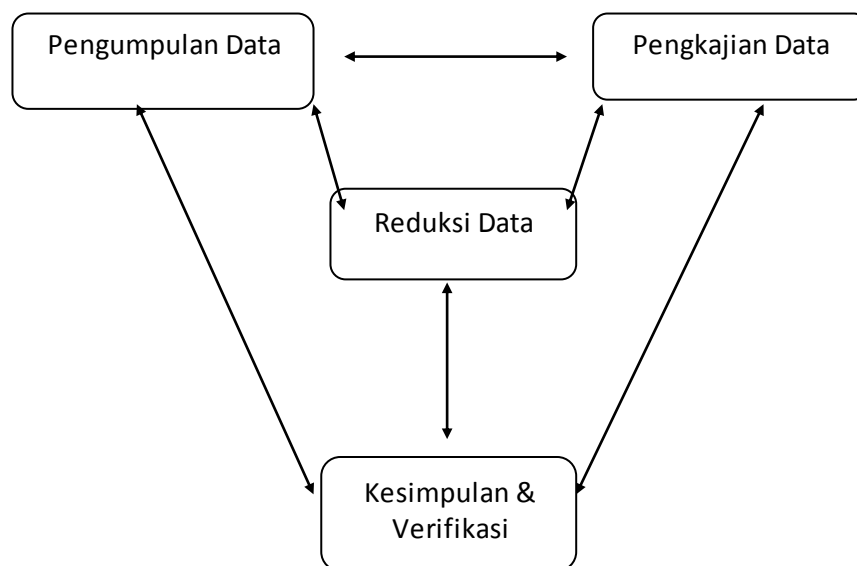 Pengumpulan Data
Pengkajian Data
Reduksi Data
Kesimpulan &
Verifikasi